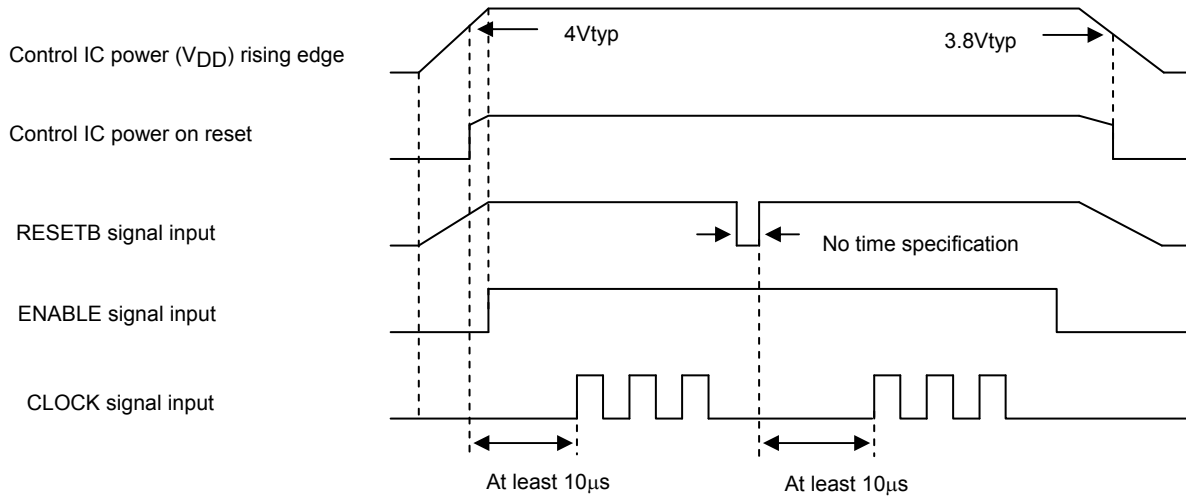 4Vtyp
3.8Vtyp
Control IC power (VDD) rising edge
Control IC power on reset
RESETB signal input
No time specification
ENABLE signal input
CLOCK signal input
At least 10μs
At least 10μs